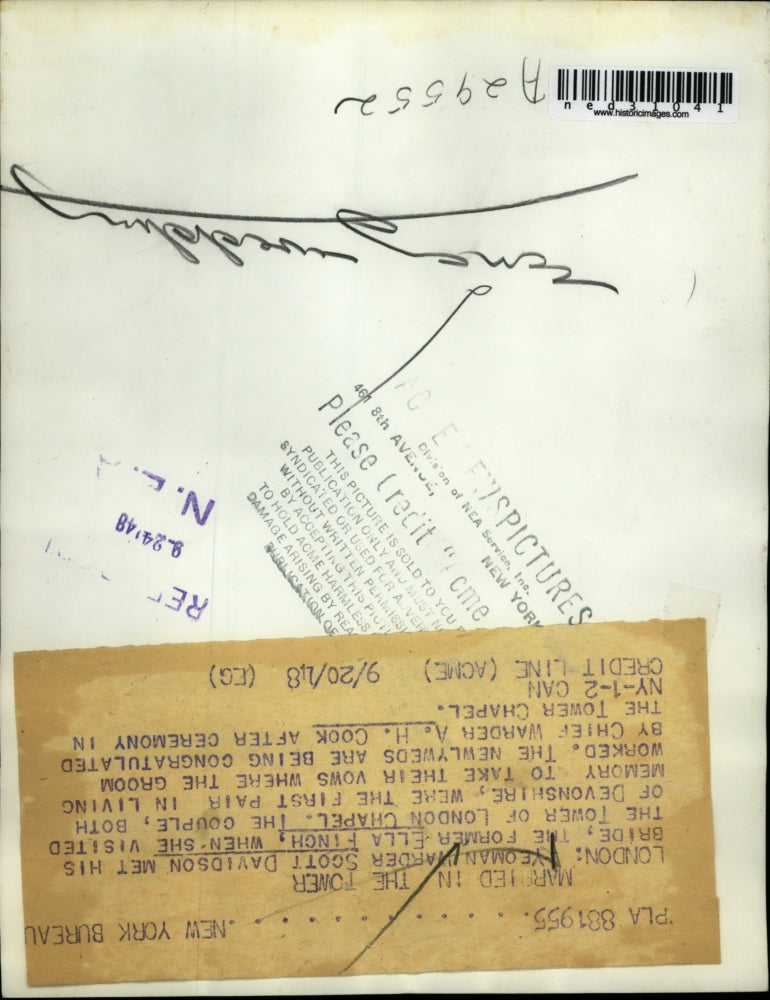 ned31041
www.historicimages.com
A29552
wedding
461 8th AVENUE,
NEW YORK
Division of NEA Service, Inc.
Please Credit "Acme
THIS PICTURE IS SOLD TO YOU
PUBLICATION ONLY AND MUST N
SYNDICATED OR USED FOR ADVER
WITHOUT WRITTEN PERMISS
BY ACCEPTING THIS PICTU
TO HOLD ACME HARMLESS
DAMAGE ARISING BY REA
PUBLICATION OF
N. E. A
9-24'48
REF
PLA 881955. . . . . . . . . . . . .NEW YORK BUREAU
MARRIED IN THE TOWER
LONDON: YEOMAN WARDER SCOTT DAVIDSON MET HIS
BRIDE, THE FORMER ELLA FINCH, WHEN SHE VISITED
THE TOWER OF LONDON CHAPEL. THE COUPLE, BOTH
OF DEVONSHIRE, WERE THE FIRST PAIR IN LIVING
MEMORY TO TAKE THEIR VOWS WHERE THE GROOM
WORKED. THE NEWLYWEDS ARE BEING CONGRATULATED
BY CHIEF WARDER A. H. COOK AFTER CEREMONY IN
THE TOWER CHAPEL.
NY-1-2 CAN
CREDIT LINE (ACME) 9/20/48 (EG)